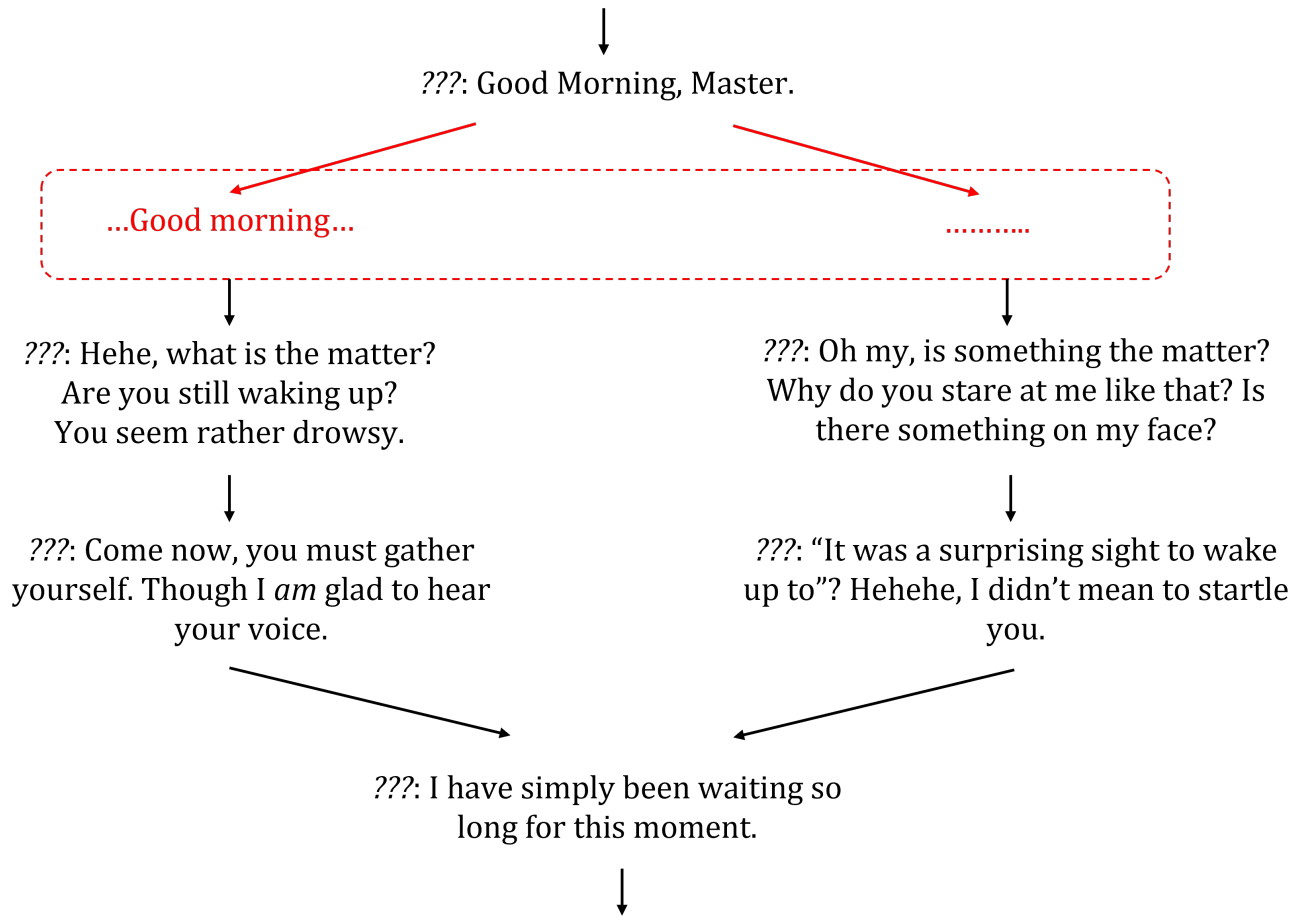 ???: Good Morning, Master.
…Good morning…
………..
???: Hehe, what is the matter?
Are you still waking up?
You seem rather drowsy.
???: Oh my, is something the matter?
Why do you stare at me like that? Is
there something on my face?
???: Come now, you must gather
yourself. Though I am glad to hear
your voice.
???: “It was a surprising sight to wake
up to”? Hehehe, I didn’t mean to startle
you.
???: I have simply been waiting so
long for this moment.